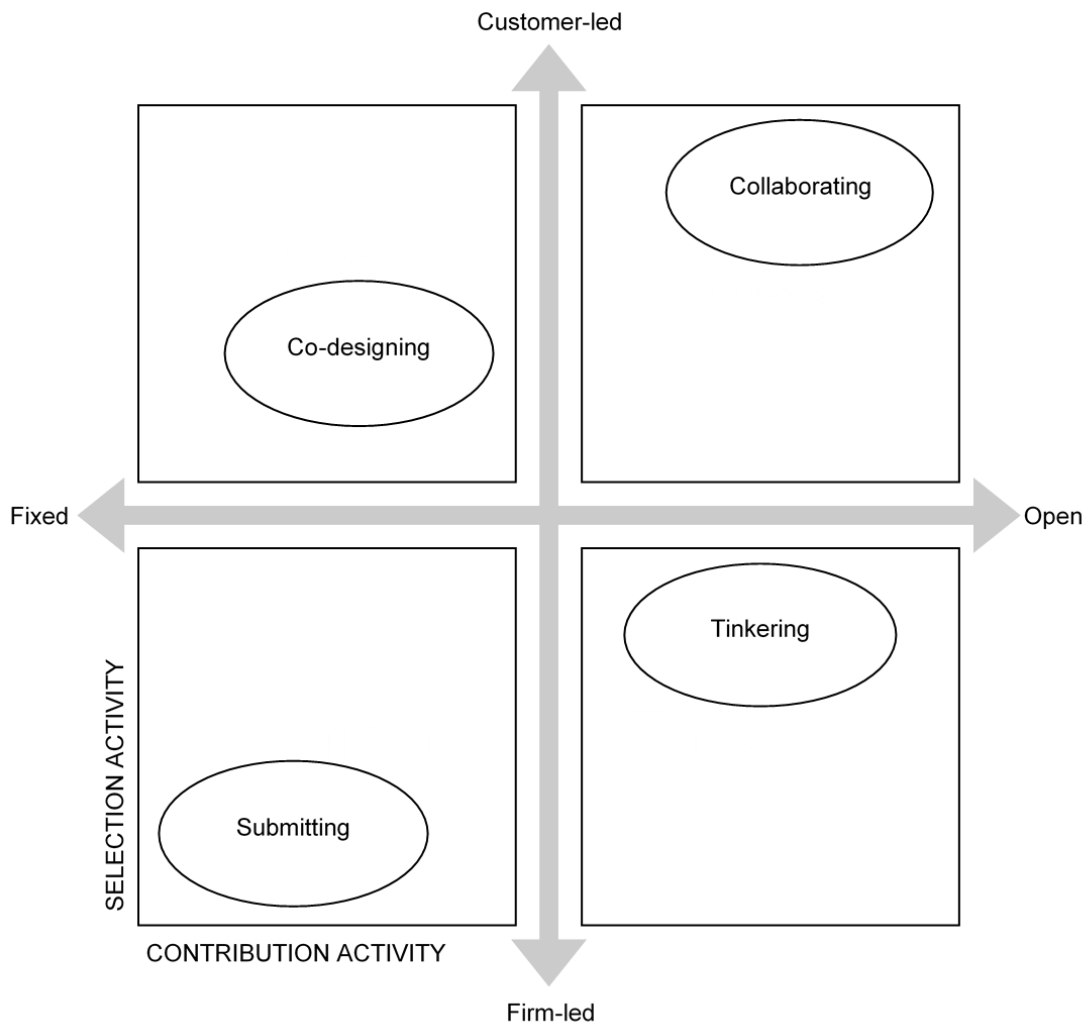 Customer-led
Collaborating
Co-designing
Fixed
Open
Tinkering
SELECTION ACTIVITY
Submitting
CONTRIBUTION ACTIVITY
Firm-led